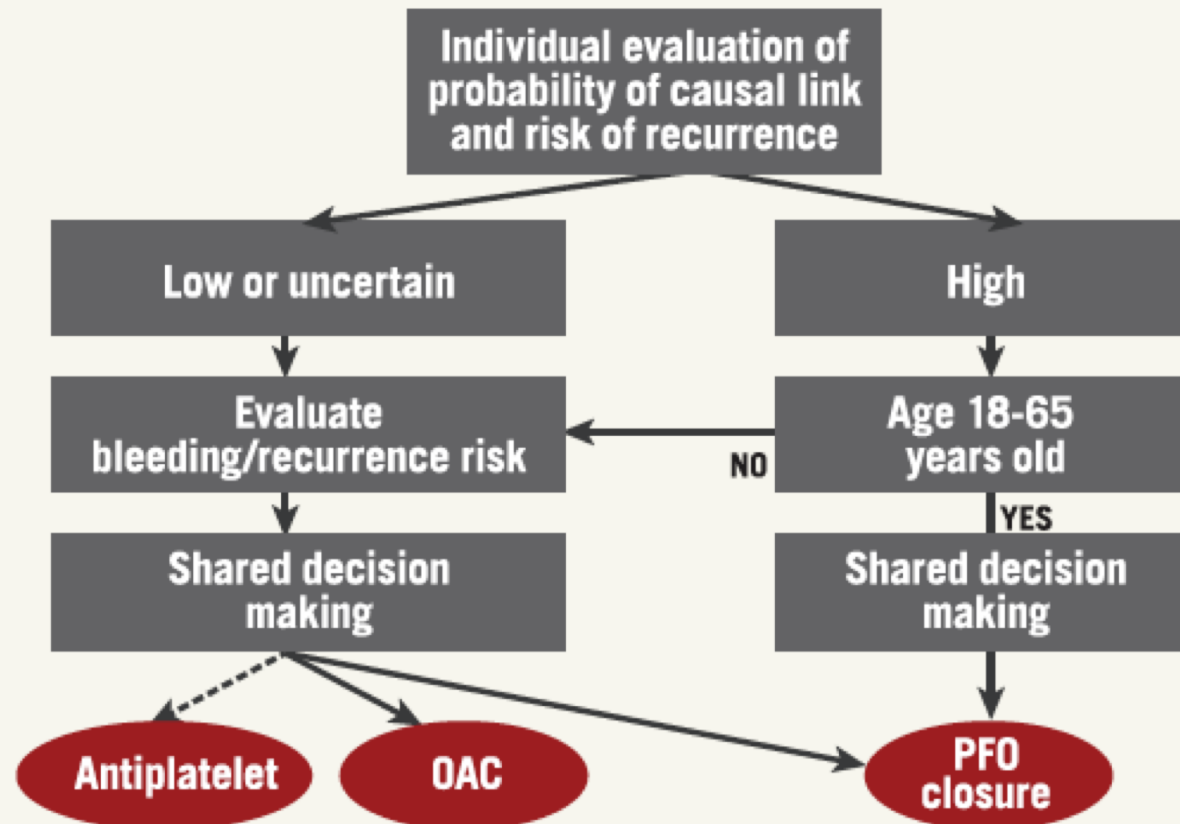 Individual evaluation of
probability of causal link
and risk of recurrence
Low or uncertain
High
Evaluate
bleeding/recurrence risk
NO
Age 18-65
years old
YES
Shared decision
making
Shared decision
making
Antiplatelet
OAC
PFO
closure